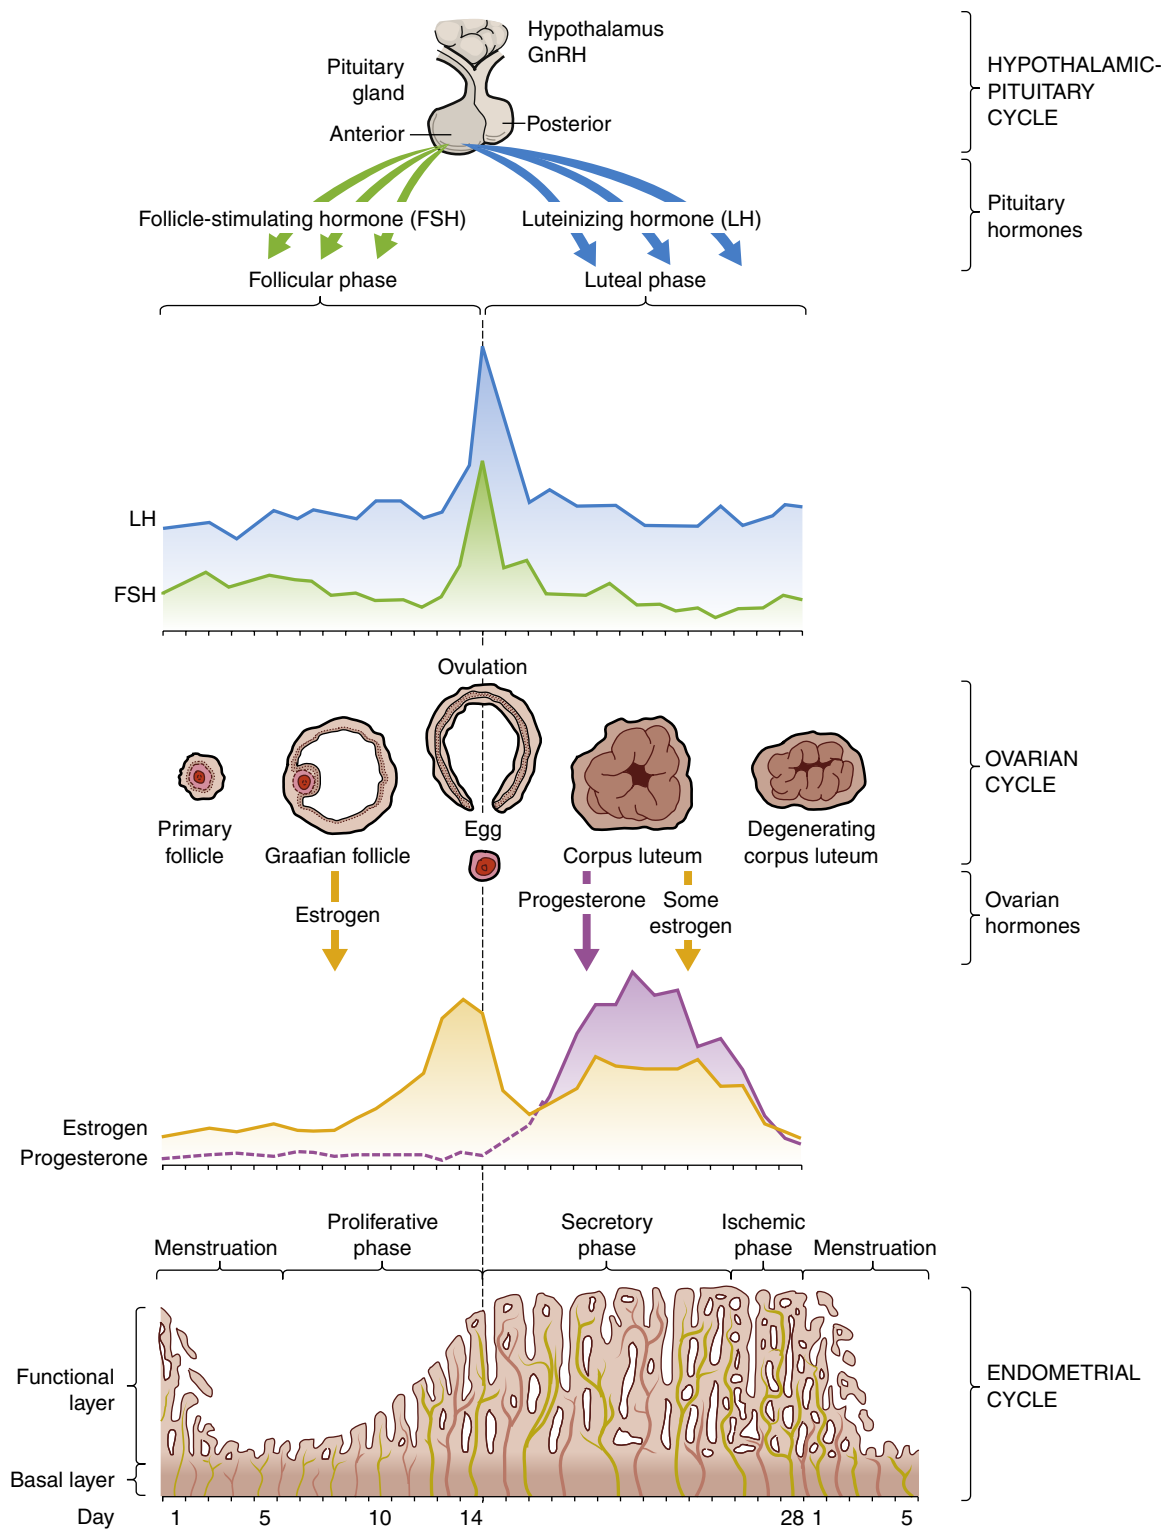 Hypothalamus
GnRH
Pituitary
gland
Anterior
Posterior
HYPOTHALAMIC-
PITUITARY
CYCLE
Follicle-stimulating hormone (FSH)
Luteinizing hormone (LH)
Pituitary
hormones
Follicular phase
Luteal phase
LH
FSH
Ovulation
Primary
follicle
Graafian follicle
Egg
Corpus luteum
Degenerating
corpus luteum
OVARIAN
CYCLE
Estrogen
Progesterone
Some
estrogen
Ovarian
hormones
Estrogen
Progesterone
Menstruation
Proliferative
phase
Secretory
phase
Ischemic
phase
Menstruation
Functional
layer
Basal layer
ENDOMETRIAL
CYCLE
Day 1 5 10 14 28 1 5